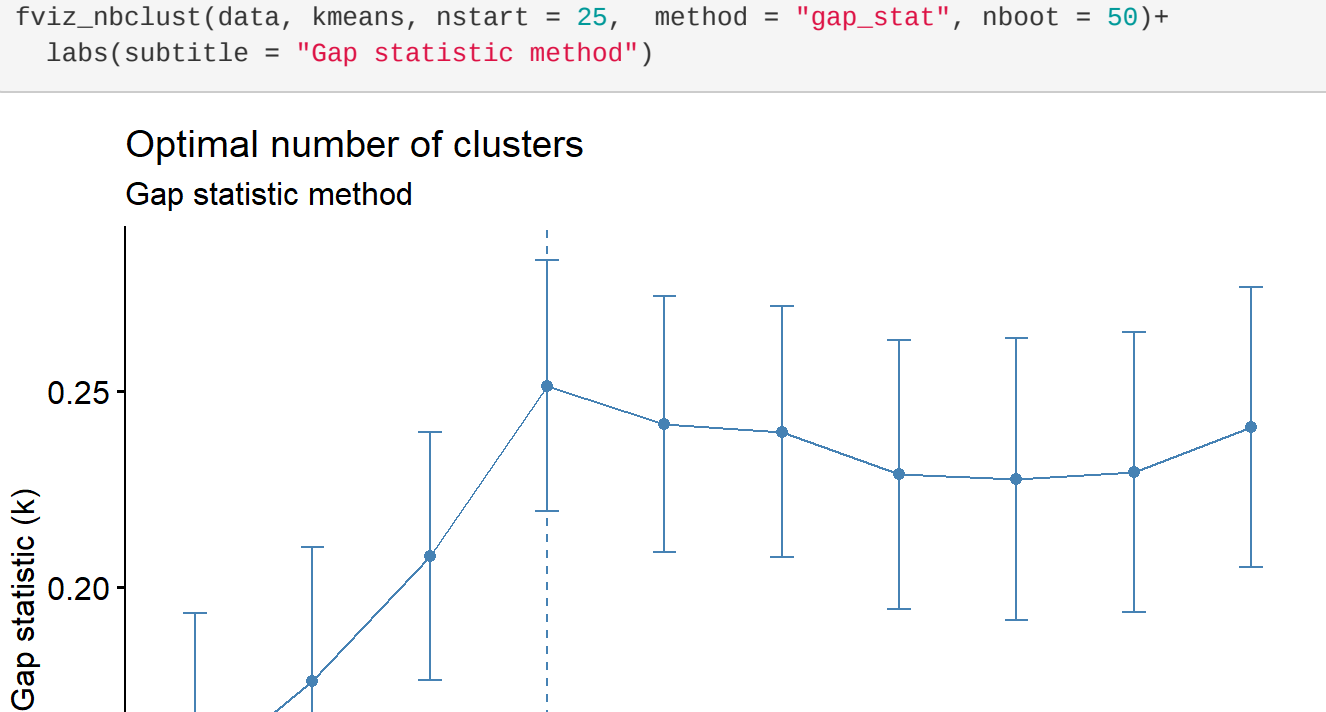 fviz_nbclust(data, kmeans, nstart = 25,  method = "gap_stat", nboot = 50)+
  labs(subtitle = "Gap statistic method")
Optimal number of clusters
Gap statistic method
0.25
0.20
Gap statistic (k)